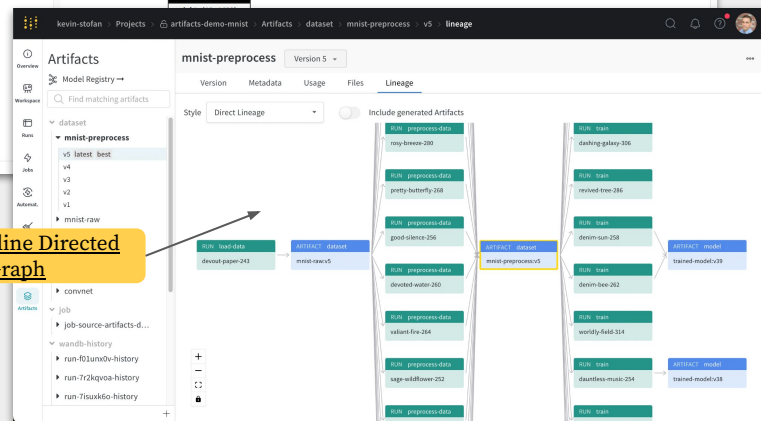 kevin-stofan › Projects › artifacts-demo-mnist › Artifacts › dataset › mnist-preprocess › v5 › lineage
Overview
Workspace
Runs
Jobs
Automat.
Artifacts
Artifacts
Model Registry →
Find matching artifacts
dataset
mnist-preprocess
v5 latest best
v4
v3
v2
v1
mnist-raw
convnet
job
job-source-artifacts-d...
wandb-history
run-f01unx0v-history
run-7r2kqvoa-history
run-7isuxk6o-history
+
line Directed
raph
mnist-preprocess
Version 5
Version Metadata Usage Files Lineage
Style Direct Lineage Include generated Artifacts
RUN load-data
devout-paper-243
ARTIFACT dataset
mnist-raw:v5
RUN preprocess-data
rosy-breeze-280
RUN preprocess-data
pretty-butterfly-268
RUN preprocess-data
good-silence-256
RUN preprocess-data
devoted-water-260
RUN preprocess-data
valiant-fire-264
RUN preprocess-data
sage-wildflower-252
RUN preprocess-data
ARTIFACT dataset
mnist-preprocess:v5
RUN train
dashing-galaxy-306
RUN train
revived-tree-286
RUN train
denim-sun-258
RUN train
denim-bee-262
RUN train
worldly-field-314
RUN train
dauntless-music-254
RUN train
ARTIFACT model
trained-model:v39
ARTIFACT model
trained-model:v38